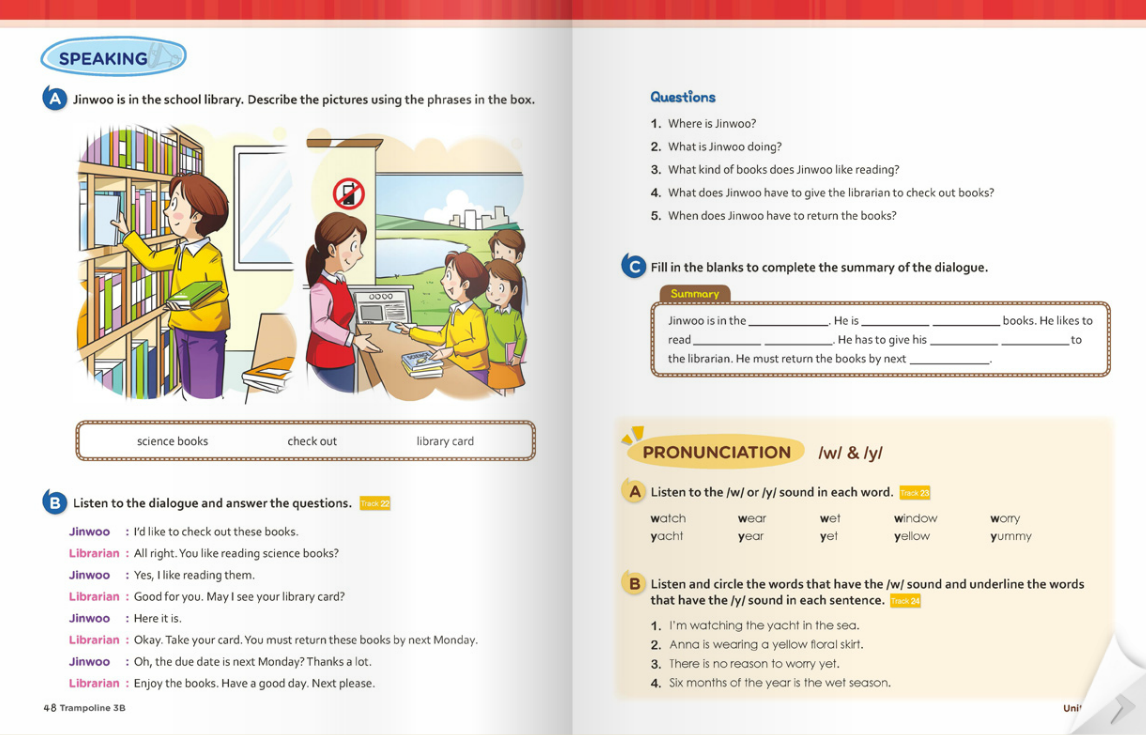 SPEAKING
A Jinwoo is in the school library. Describe the pictures using the phrases in the box.
science books check out library card
B Listen to the dialogue and answer the questions. Track 22
Jinwoo : I'd like to check out these books.
Librarian : All right. You like reading science books?
Jinwoo : Yes, I like reading them.
Librarian : Good for you. May I see your library card?
Jinwoo : Here it is.
Librarian : Okay. Take your card. You must return these books by next Monday.
Jinwoo : Oh, the due date is next Monday? Thanks a lot.
Librarian : Enjoy the books. Have a good day. Next please.
48 Trampoline 3B
Questions
1. Where is Jinwoo?
2. What is Jinwoo doing?
3. What kind of books does Jinwoo like reading?
4. What does Jinwoo have to give the librarian to check out books?
5. When does Jinwoo have to return the books?
C Fill in the blanks to complete the summary of the dialogue.
Summary
Jinwoo is in the ____________. He is __________ __________ books. He likes to
read __________ __________. He has to give his __________ __________ to
the librarian. He must return the books by next ____________.
PRONUNCIATION /w/ & /y/
A Listen to the /w/ or /y/ sound in each word. Track 23
watch wear wet window worry
yacht year yet yellow yummy
B Listen and circle the words that have the /w/ sound and underline the words
that have the /y/ sound in each sentence. Track 24
1. I'm watching the yacht in the sea.
2. Anna is wearing a yellow floral skirt.
3. There is no reason to worry yet.
4. Six months of the year is the wet season.